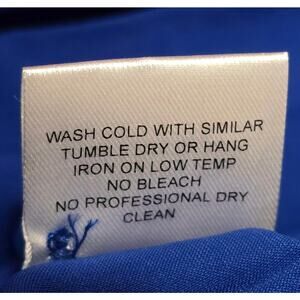 WASH COLD WITH SIMILAR
TUMBLE DRY OR HANG
IRON ON LOW TEMP
NO BLEACH
NO PROFESSIONAL DRY
CLEAN